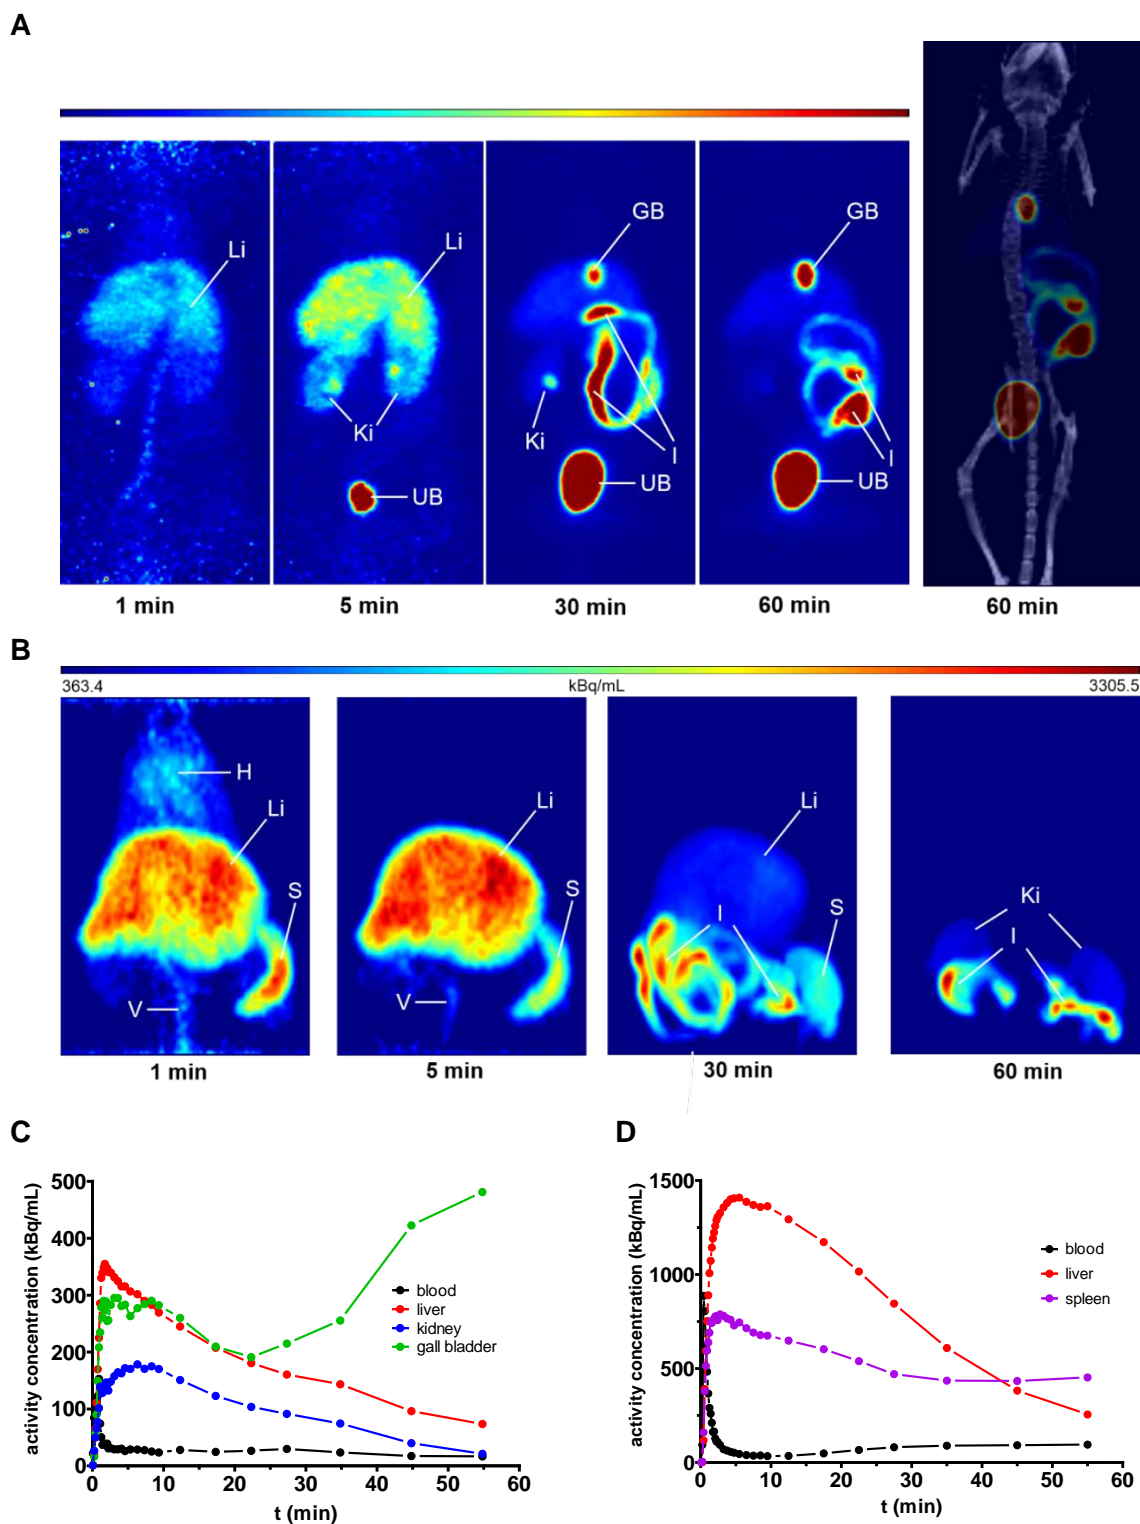 A
Li
Li
GB
GB
Ki
Ki
I
I
UB
UB
UB
1 min
5 min
30 min
60 min
60 min
B
363.4
kBq/mL
3305.5
H
Li
Li
Li
S
S
S
Ki
I
I
V
V
1 min
5 min
30 min
60 min
C
activity concentration (kBq/mL)
500
400
300
200
100
0
0 10 20 30 40 50 60
t (min)
blood
liver
kidney
gall bladder
D
activity concentration (kBq/mL)
1500
1000
500
0
0 10 20 30 40 50 60
t (min)
blood
liver
spleen